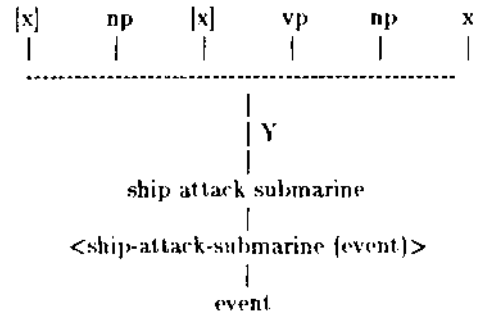 [x] np [x] vp np x
Y
ship attack submarine
<ship-attack-submarine (event)>
event